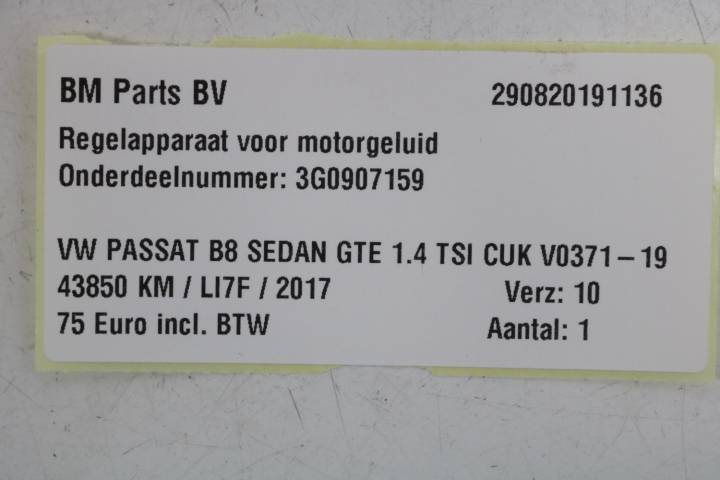 BM Parts BV 290820191136
Regelapparaat voor motorgeluid
Onderdeelnummer: 3G0907159
VW PASSAT B8 SEDAN GTE 1.4 TSI CUK V0371-19
43850 KM / LI7F / 2017 Verz: 10
75 Euro incl. BTW Aantal: 1